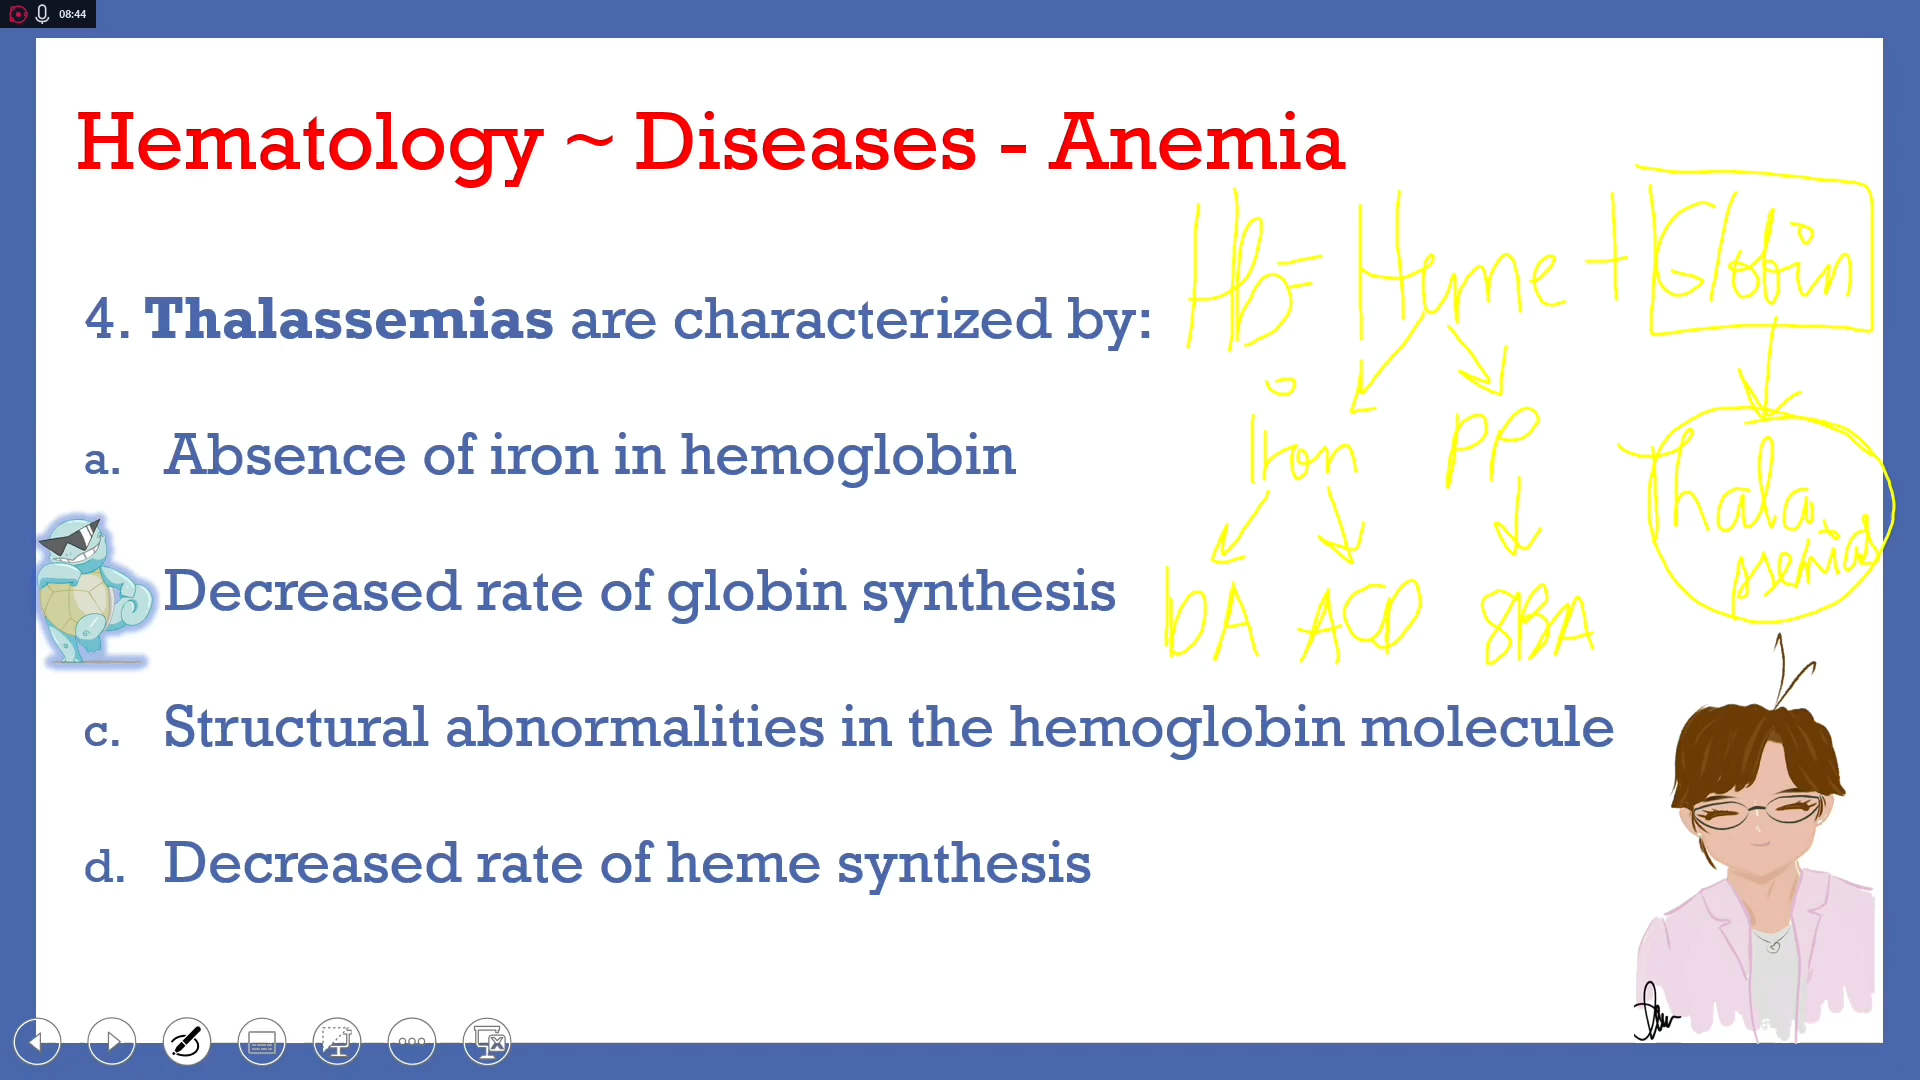 08:44
Hematology ~ Diseases - Anemia
Hb = Heme + Globin
4. Thalassemias are characterized by:
Iron PP
Thala
ssemias
a. Absence of iron in hemoglobin
Decreased rate of globin synthesis
IDA ACD SBA
c. Structural abnormalities in the hemoglobin molecule
d. Decreased rate of heme synthesis